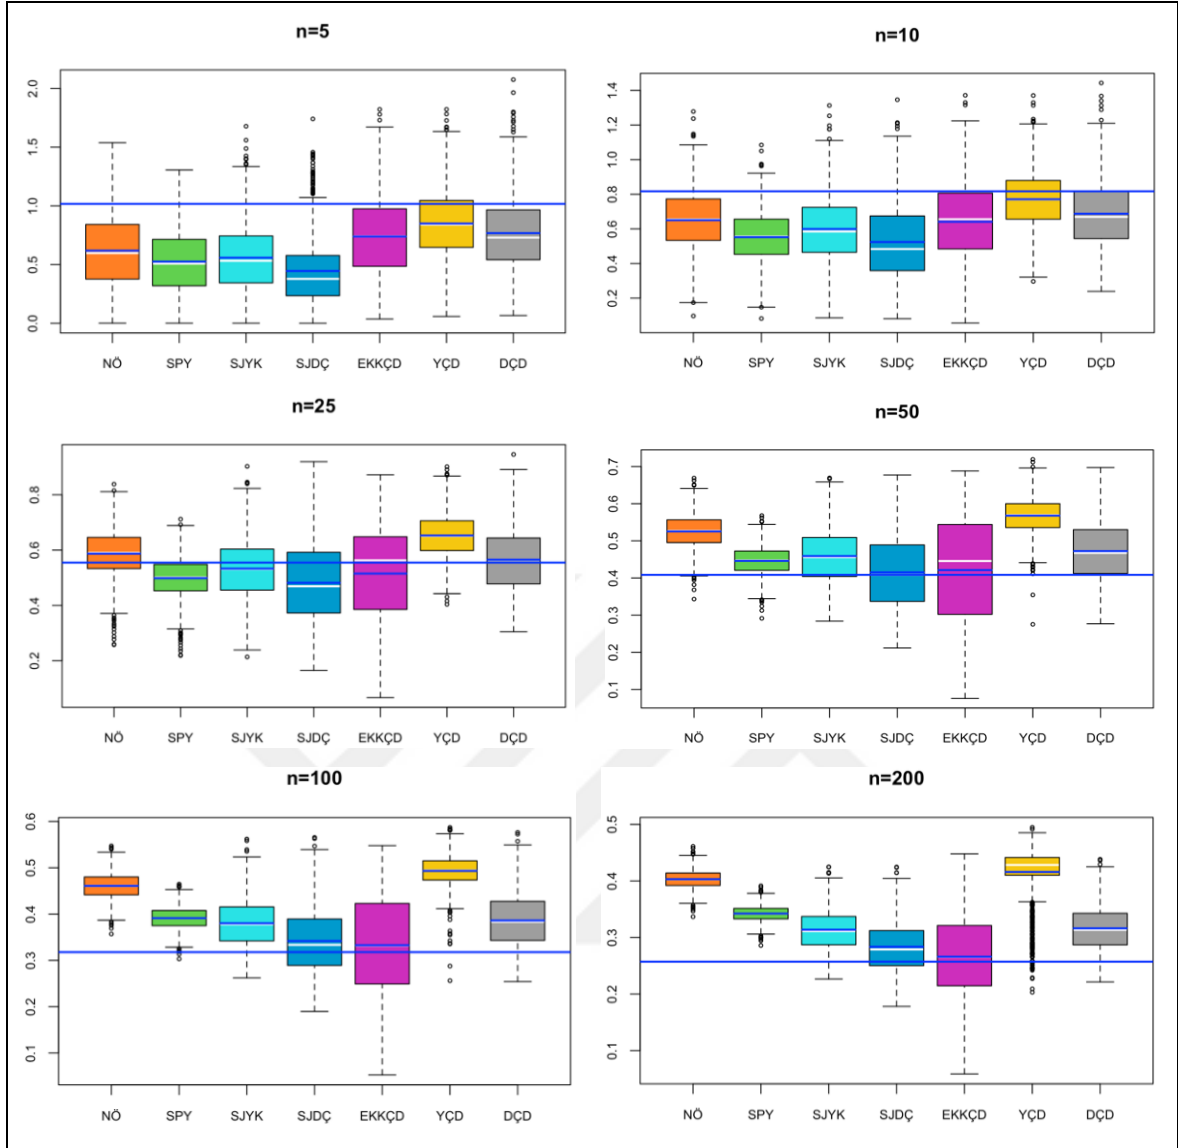 n=5
2.0
1.5
1.0
0.5
0.0
NÖ SPY SJYK SJDÇ EKKÇD YÇD DÇD
n=10
1.4
1.2
1.0
0.8
0.6
0.4
0.2
NÖ SPY SJYK SJDÇ EKKÇD YÇD DÇD
n=25
0.8
0.6
0.4
0.2
NÖ SPY SJYK SJDÇ EKKÇD YÇD DÇD
n=50
0.7
0.6
0.5
0.4
0.3
0.2
0.1
NÖ SPY SJYK SJDÇ EKKÇD YÇD DÇD
n=100
0.6
0.5
0.4
0.3
0.2
0.1
NÖ SPY SJYK SJDÇ EKKÇD YÇD DÇD
n=200
0.5
0.4
0.3
0.2
0.1
NÖ SPY SJYK SJDÇ EKKÇD YÇD DÇD